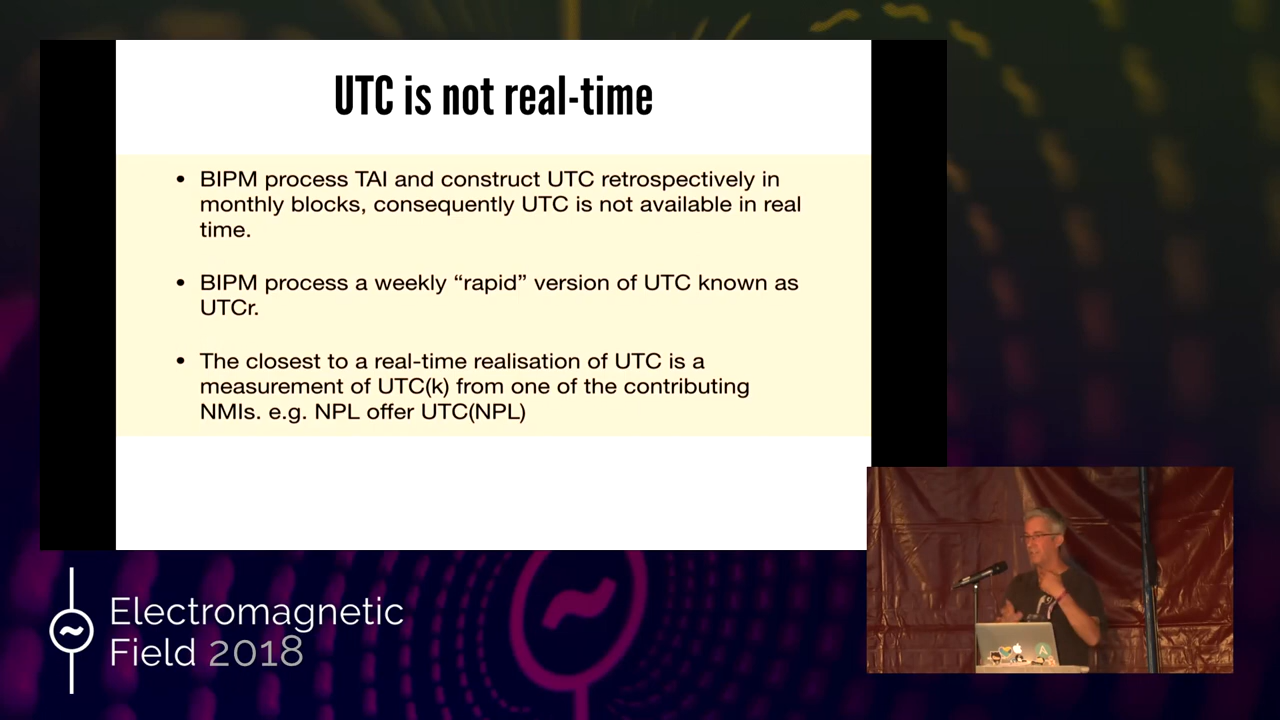 UTC is not real-time
• BIPM process TAI and construct UTC retrospectively in
monthly blocks, consequently UTC is not available in real
time.
• BIPM process a weekly “rapid” version of UTC known as
UTCr.
• The closest to a real-time realisation of UTC is a
measurement of UTC(k) from one of the contributing
NMIs. e.g. NPL offer UTC(NPL)
Electromagnetic
Field 2018